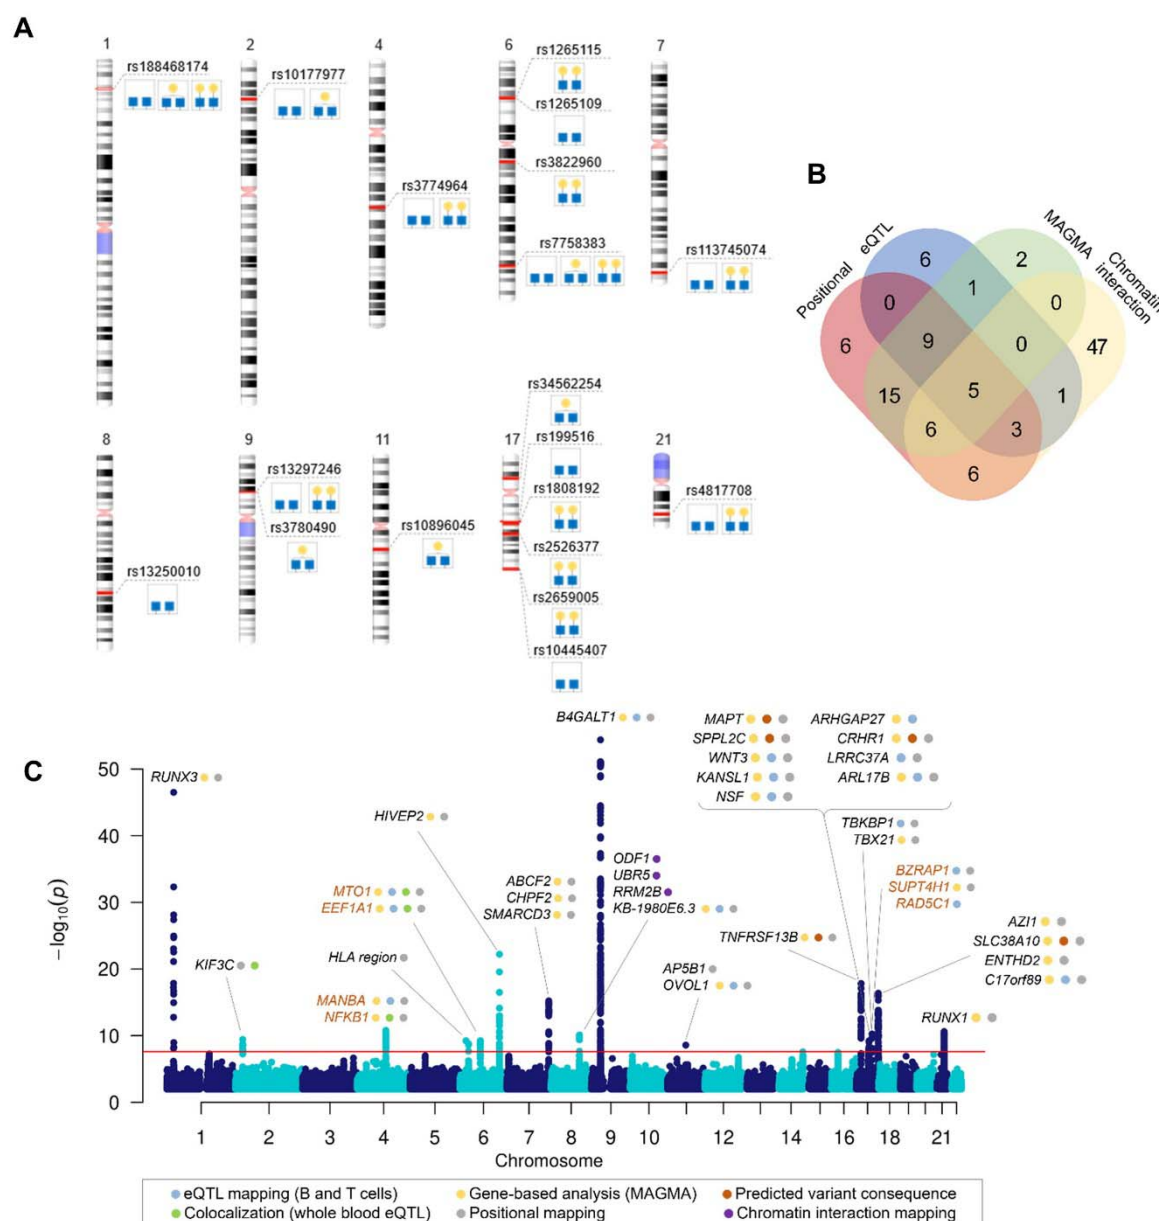 A
1
2
4
6
7
rs188468174
rs10177977
rs3774964
rs1265115
rs1265109
rs3822960
rs7758383
rs113745074
B
Positional
eQTL
MAGMA
Chromatin
interaction
6
2
0
1
0
6
9
0
47
15
5
1
6
3
6
8
9
11
17
21
rs13250010
rs13297246
rs3780490
rs10896045
rs34562254
rs199516
rs1808192
rs2526377
rs2659005
rs10445407
rs4817708
C
RUNX3
KIF3C
MANBA
NFKB1
MTO1
EEF1A1
HLA region
HIVEP2
ABCF2
CHPF2
SMARCD3
B4GALT1
ODF1
UBR5
RRM2B
KB-1980E6.3
AP5B1
OVOL1
TNFRSF13B
MAPT
SPPL2C
WNT3
KANSL1
NSF
ARHGAP27
CRHR1
LRRC37A
ARL17B
TBKBP1
TBX21
BZRAP1
SUPT4H1
RAD5C1
AZI1
SLC38A10
ENTHD2
C17orf89
RUNX1
−log10(p)
50
40
30
20
10
0
1 2 3 4 5 6 7 8 9 10 12 14 16 18 21
Chromosome
eQTL mapping (B and T cells)
Gene-based analysis (MAGMA)
Predicted variant consequence
Colocalization (whole blood eQTL)
Positional mapping
Chromatin interaction mapping